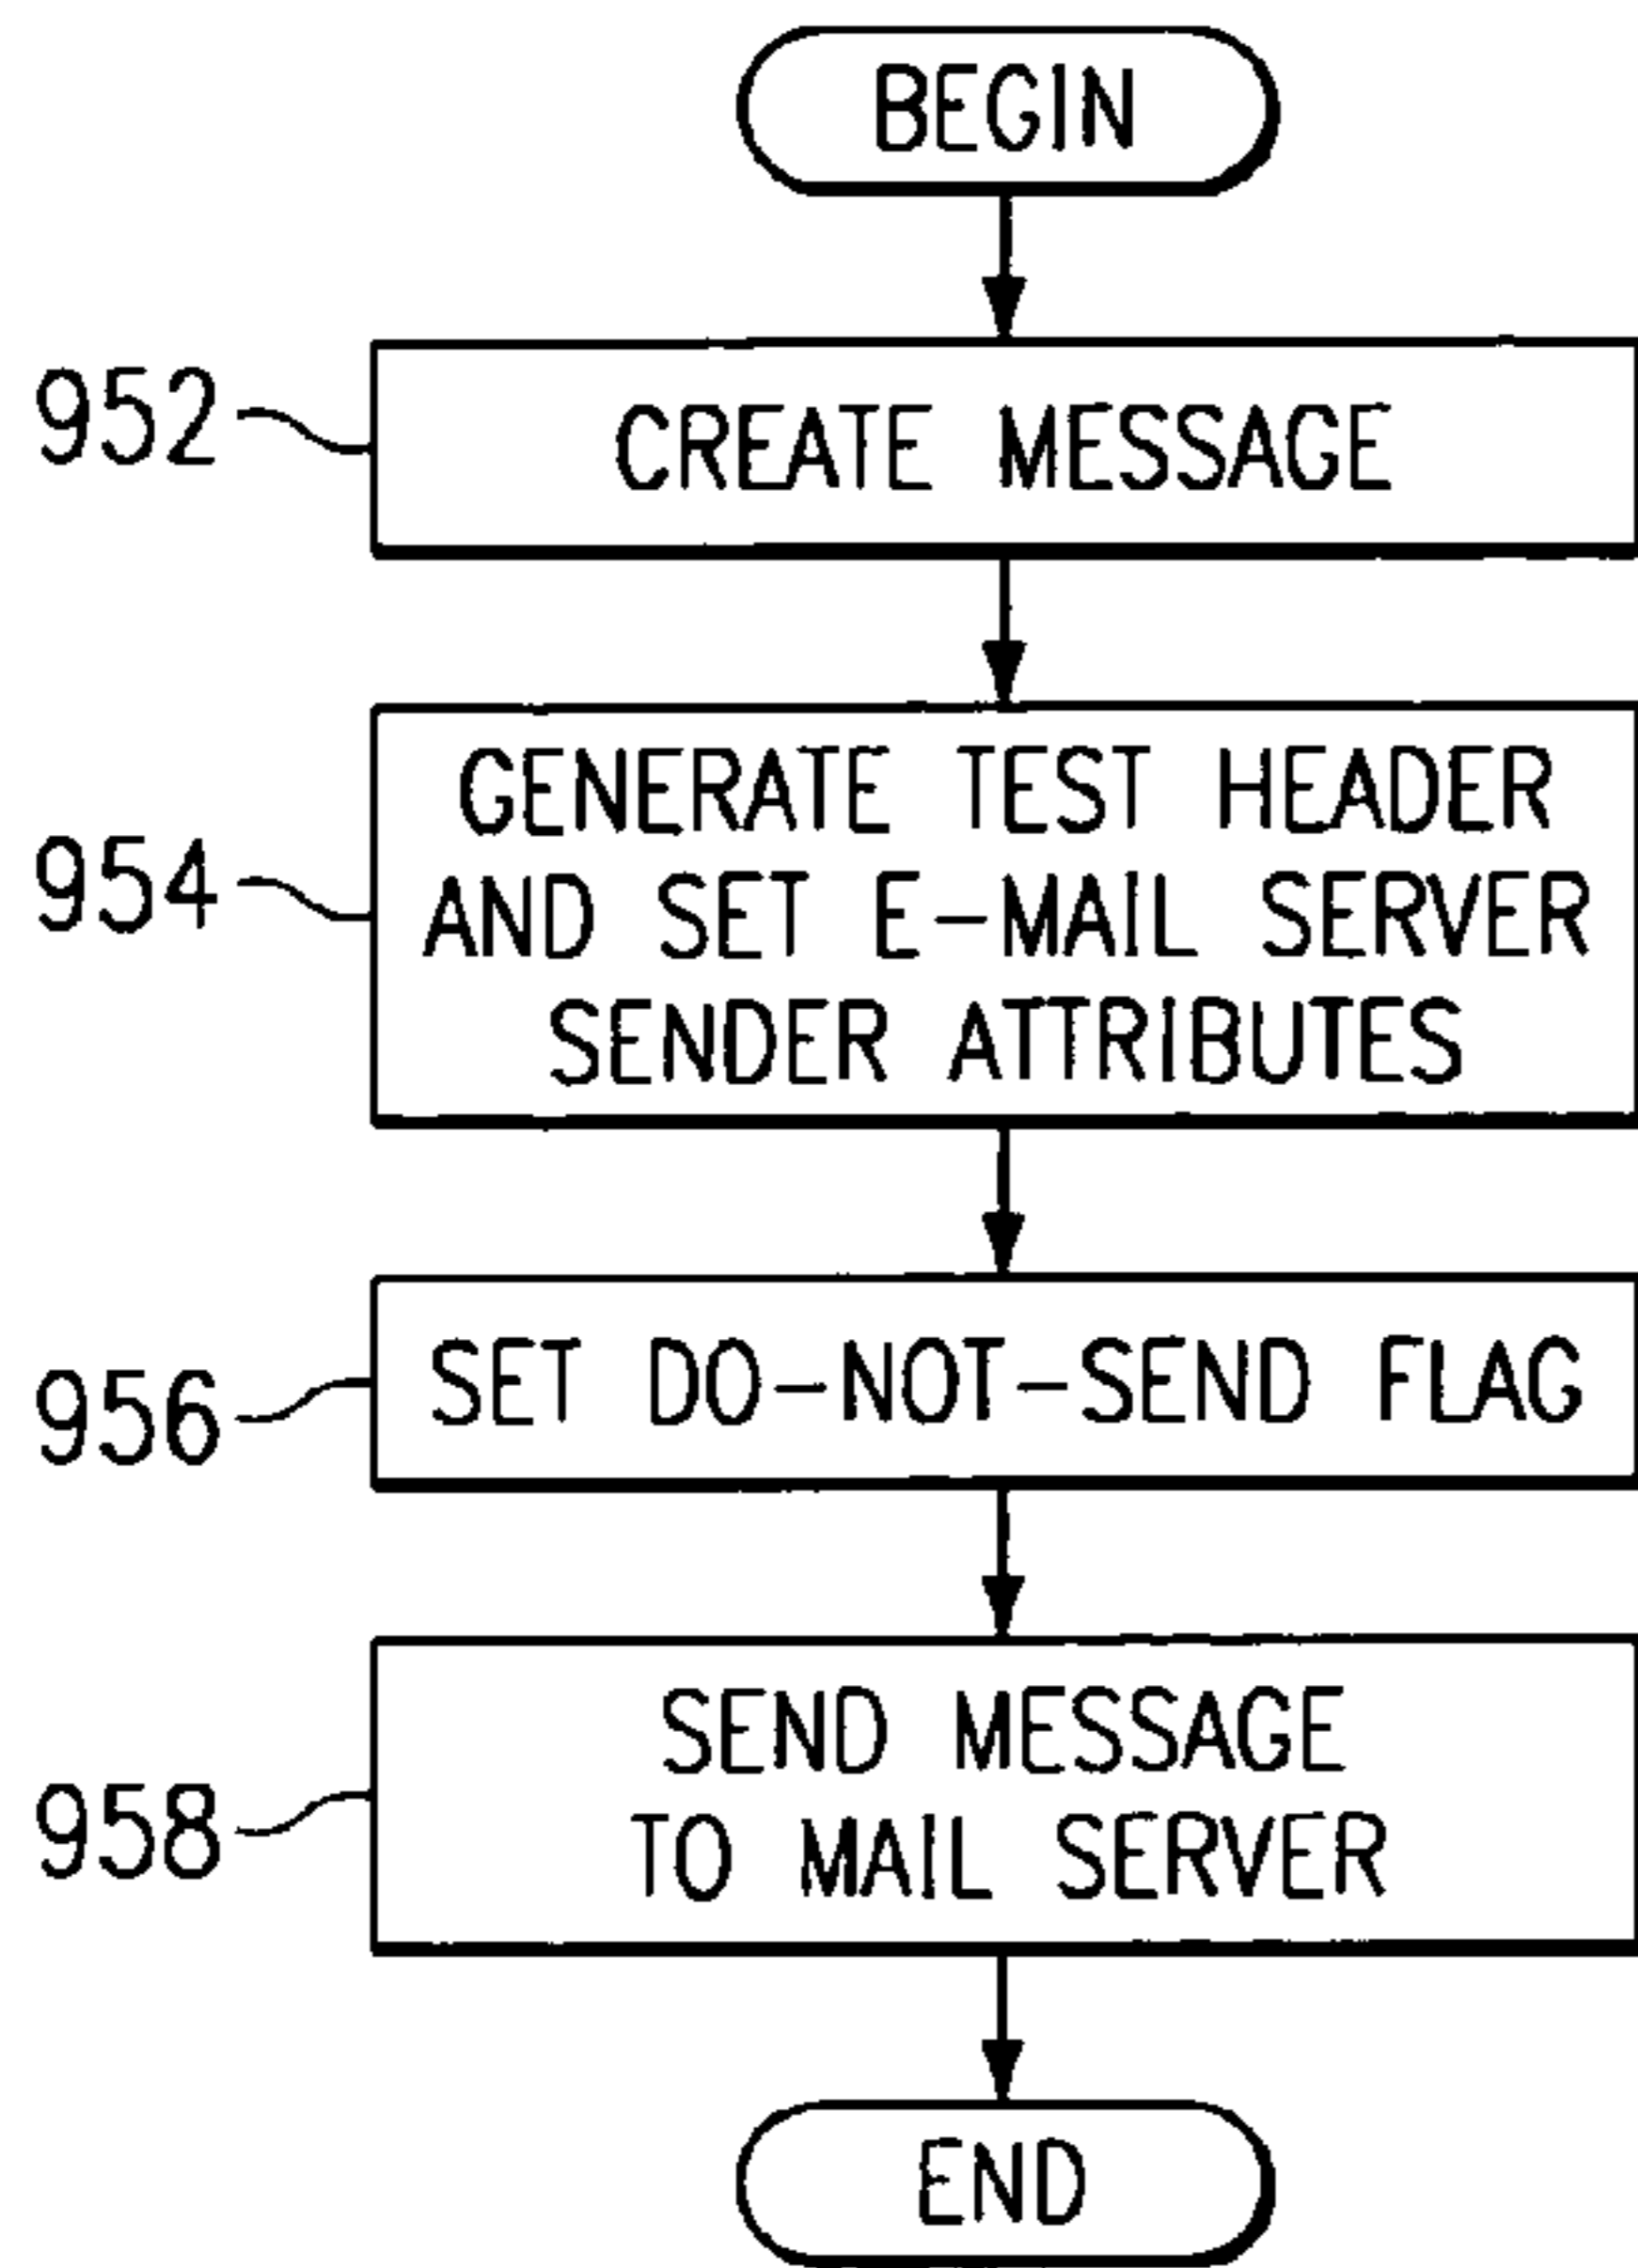 BEGIN
952
CREATE MESSAGE
954
GENERATE TEST HEADER
AND SET E-MAIL SERVER
SENDER ATTRIBUTES
956
SET DO-NOT-SEND FLAG
958
SEND MESSAGE
TO MAIL SERVER
END